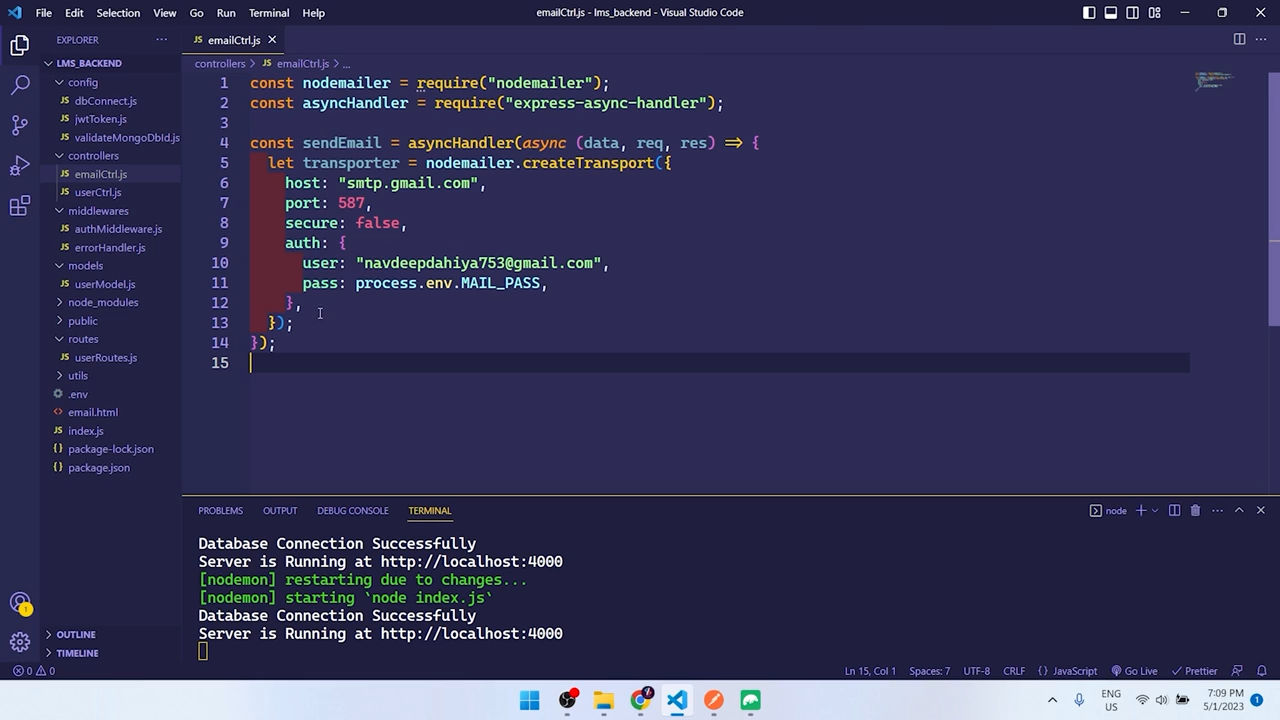 File Edit Selection View Go Run Terminal Help
emailCtrl.js - lms_backend - Visual Studio Code
EXPLORER
LMS_BACKEND
config
dbConnect.js
jwtToken.js
validateMongoDbId.js
controllers
emailCtrl.js
userCtrl.js
middlewares
authMiddleware.js
errorHandler.js
models
userModel.js
node_modules
public
routes
userRoutes.js
utils
.env
email.html
index.js
package-lock.json
package.json
OUTLINE
TIMELINE
JS emailCtrl.js
controllers > JS emailCtrl.js > ...
1 const nodemailer = require("nodemailer");
2 const asyncHandler = require("express-async-handler");
3
4 const sendEmail = asyncHandler(async (data, req, res) => {
5 let transporter = nodemailer.createTransport({
6 host: "smtp.gmail.com",
7 port: 587,
8 secure: false,
9 auth: {
10 user: "navdeepdahiya753@gmail.com",
11 pass: process.env.MAIL_PASS,
12 },
13 });
14 });
15
PROBLEMS OUTPUT DEBUG CONSOLE TERMINAL
node
Database Connection Successfully
Server is Running at http://localhost:4000
[nodemon] restarting due to changes...
[nodemon] starting `node index.js`
Database Connection Successfully
Server is Running at http://localhost:4000
0 0
Ln 15, Col 1 Spaces: 7 UTF-8 CRLF {} JavaScript Go Live Prettier
ENG
US
7:09 PM
5/1/2023